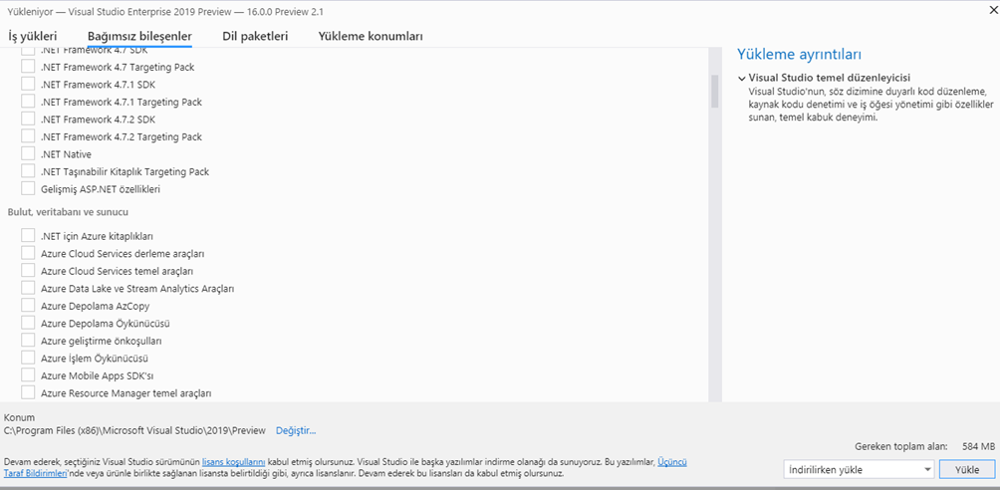 Yükleniyor — Visual Studio Enterprise 2019 Preview — 16.0.0 Preview 2.1
İş yükleri
Bağımsız bileşenler
Dil paketleri
Yükleme konumları
.NET Framework 4.7 SDK
.NET Framework 4.7 Targeting Pack
.NET Framework 4.7.1 SDK
.NET Framework 4.7.1 Targeting Pack
.NET Framework 4.7.2 SDK
.NET Framework 4.7.2 Targeting Pack
.NET Native
.NET Taşınabilir Kitaplık Targeting Pack
Gelişmiş ASP.NET özellikleri
Bulut, veritabanı ve sunucu
.NET için Azure kitaplıkları
Azure Cloud Services derleme araçları
Azure Cloud Services temel araçları
Azure Data Lake ve Stream Analytics Araçları
Azure Depolama AzCopy
Azure Depolama Öykünücüsü
Azure geliştirme önkoşulları
Azure İşlem Öykünücüsü
Azure Mobile Apps SDK'sı
Azure Resource Manager temel araçları
Yükleme ayrıntıları
Visual Studio temel düzenleyicisi
Visual Studio'nun, söz dizimine duyarlı kod düzenleme,
kaynak kodu denetimi ve iş öğesi yönetimi gibi özellikler
sunan, temel kabuk deneyimi.
Konum
C:\Program Files (x86)\Microsoft Visual Studio\2019\Preview Değiştir...
Gereken toplam alan: 584 MB
Devam ederek, seçtiğiniz Visual Studio sürümünün lisans koşullarını kabul etmiş olursunuz. Visual Studio ile başka yazılımlar indirme olanağı da sunuyoruz. Bu yazılımlar, Üçüncü
Taraf Bildirimleri'nde veya ürünle birlikte sağlanan lisansta belirtildiği gibi, ayrıca lisanslanır. Devam ederek bu lisansları da kabul etmiş olursunuz.
İndirilirken yükle
Yükle